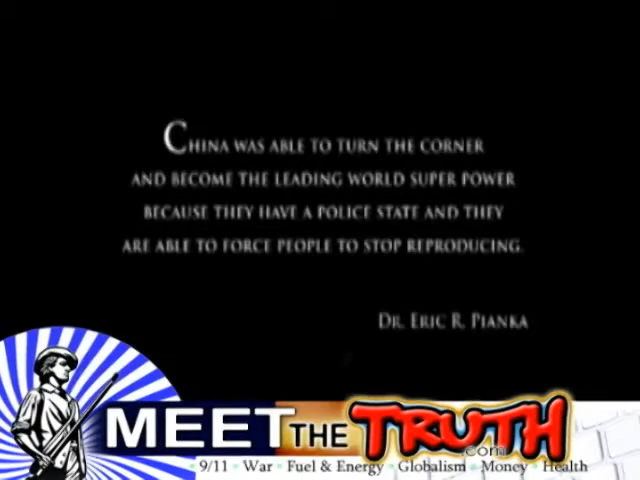 CHINA WAS ABLE TO TURN THE CORNER
AND BECOME THE LEADING WORLD SUPER POWER
BECAUSE THEY HAVE A POLICE STATE AND THEY
ARE ABLE TO FORCE PEOPLE TO STOP REPRODUCING.
DR. ERIC R. PIANKA
MEET THE TRUTH
.com
• 9/11 • War • Fuel & Energy • Globalism • Money • Health